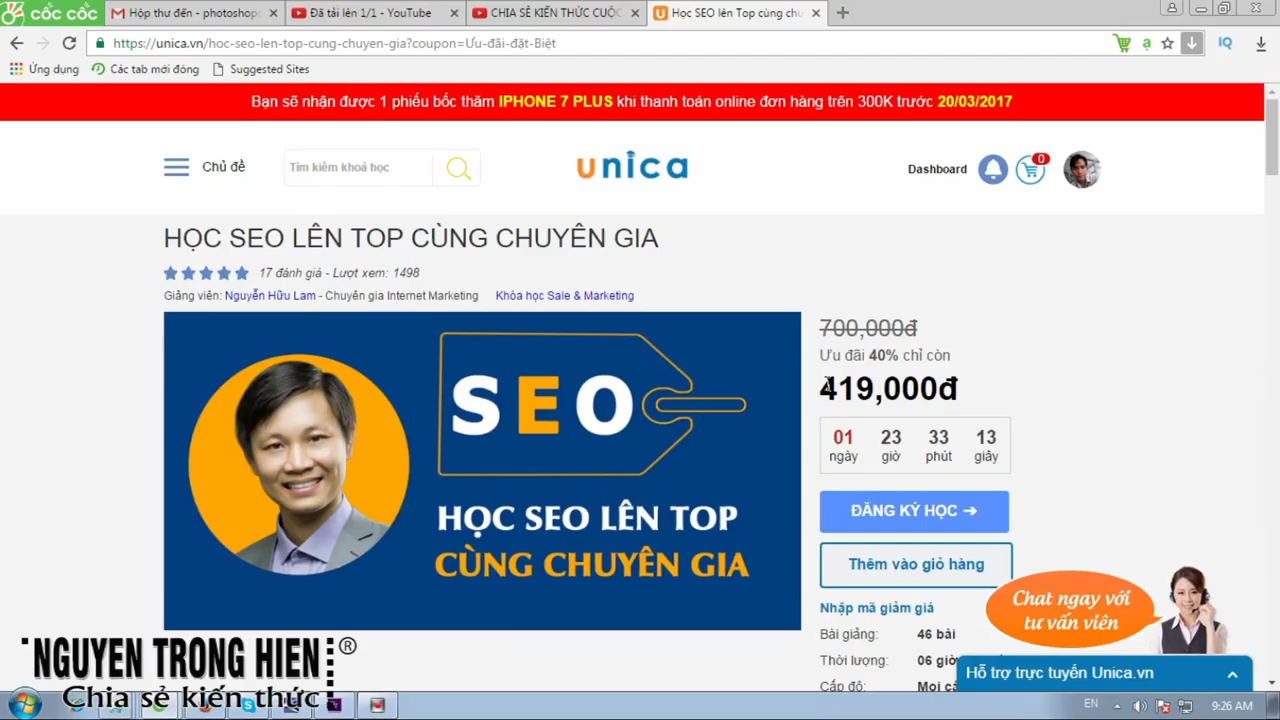 cốc cốc
Hộp thư đến - photoshop
Đã tải lên 1/1 - YouTube
CHIA SẺ KIẾN THỨC CUỘC
Học SEO lên Top cùng chu
https://unica.vn/hoc-seo-len-top-cung-chuyen-gia?coupon=Ưu-đãi-đặt-Biệt
Ứng dụng
Các tab mới đóng
Suggested Sites
Bạn sẽ nhận được 1 phiếu bốc thăm IPHONE 7 PLUS khi thanh toán online đơn hàng trên 300K trước 20/03/2017
Chủ đề
Tìm kiếm khoá học
unica
Dashboard
0
HỌC SEO LÊN TOP CÙNG CHUYÊN GIA
17 đánh giá - Lượt xem: 1498
Giảng viên: Nguyễn Hữu Lam - Chuyên gia Internet Marketing
Khóa học Sale & Marketing
SEO
HỌC SEO LÊN TOP
CÙNG CHUYÊN GIA
700,000đ
Ưu đãi 40% chỉ còn
419,000đ
01 23 33 13
ngày giờ phút giây
ĐĂNG KÝ HỌC ➔
Thêm vào giỏ hàng
Nhập mã giảm giá
Bài giảng: 46 bài
Thời lượng: 06 giờ
Cấp độ: Mọi
Chat ngay với
tư vấn viên
Hỗ trợ trực tuyến Unica.vn
NGUYEN TRONG HIEN®
Chia sẻ kiến thức
EN
9:26 AM